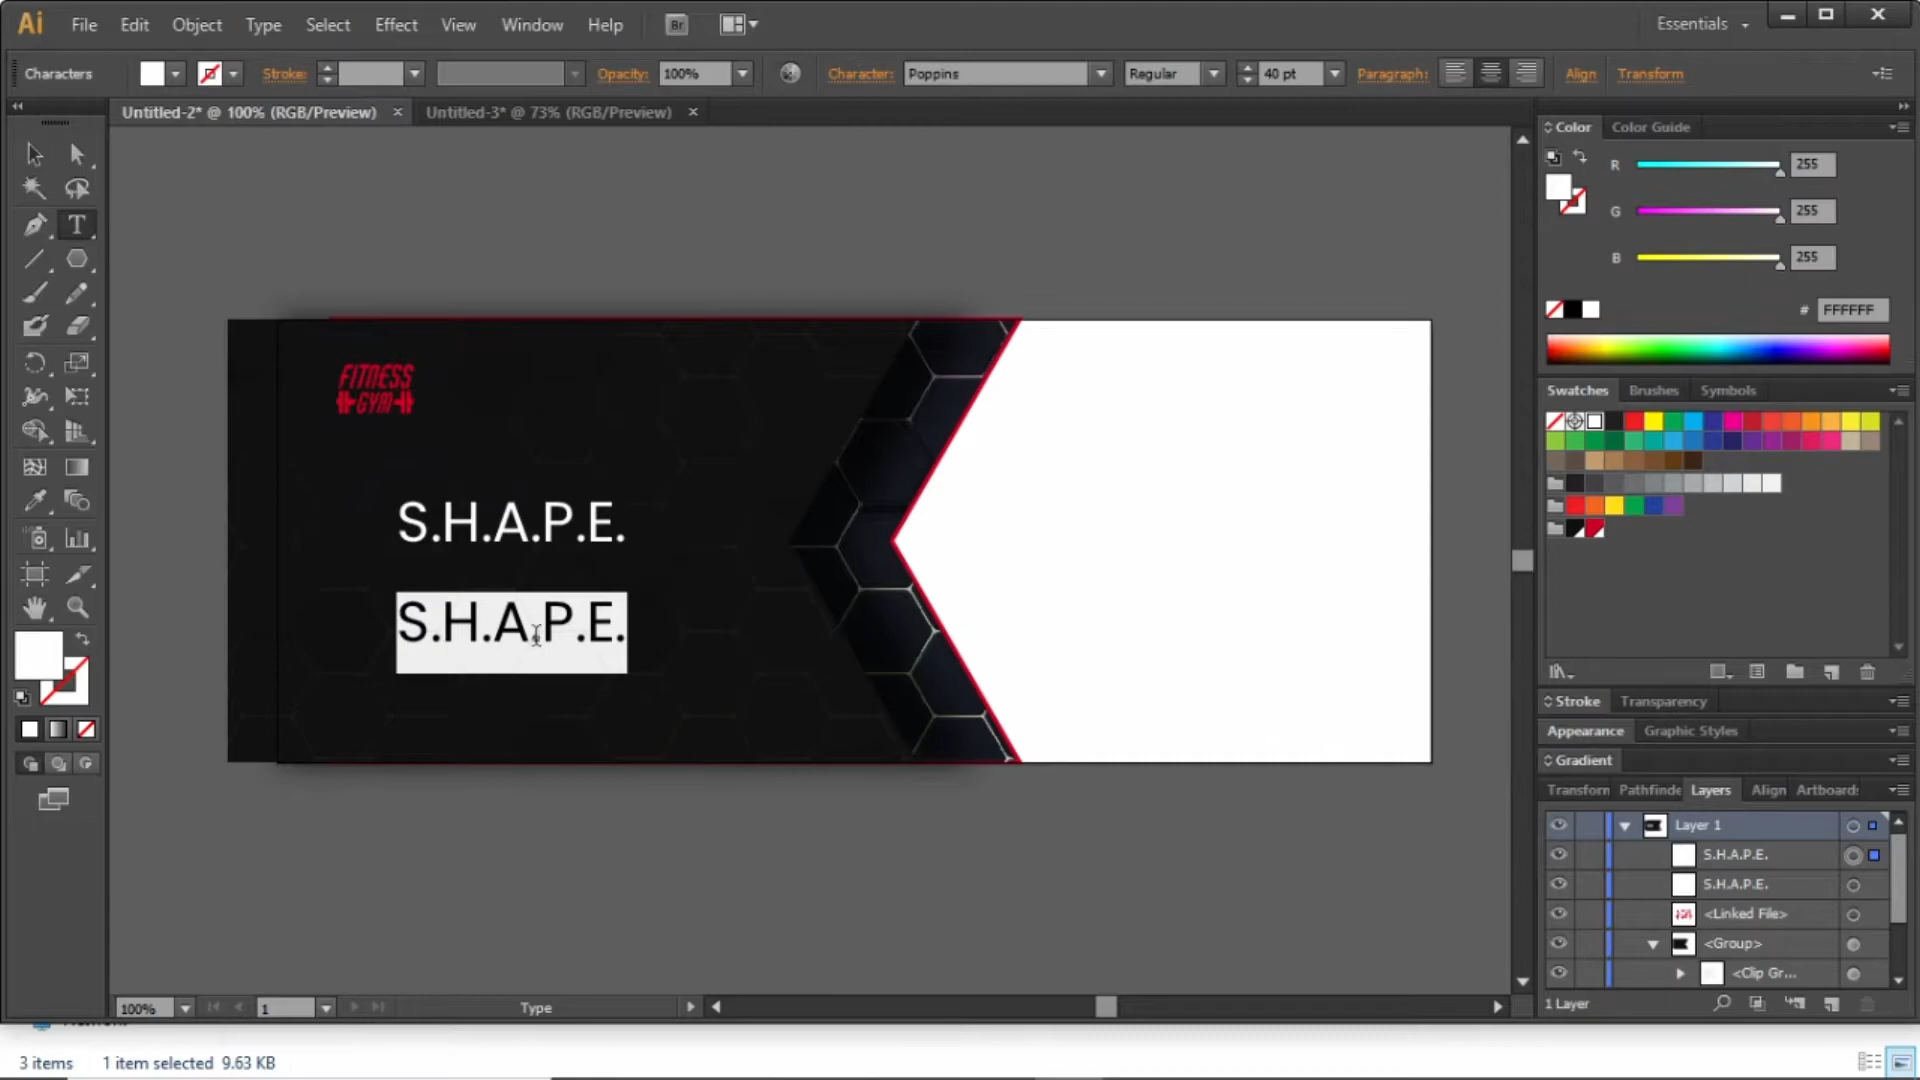 Ai File Edit Object Type Select Effect View Window Help Br Essentials
Characters Stroke: Opacity: 100% Character: Poppins Regular 40 pt Paragraph: Align Transform
Untitled-2* @ 100% (RGB/Preview) × Untitled-3* @ 73% (RGB/Preview) ×
Color Color Guide
R 255
G 255
B 255
# FFFFFF
FITNESS
GYM
S.H.A.P.E.
S.H.A.P.E.
Swatches Brushes Symbols
Stroke Transparency
Appearance Graphic Styles
Gradient
Transform Pathfinde Layers Align Artboard:
Layer 1
S.H.A.P.E.
S.H.A.P.E.
<Linked File>
<Group>
<Clip Gr...
1 Layer
100% 1 Type
3 items 1 item selected 9.63 KB